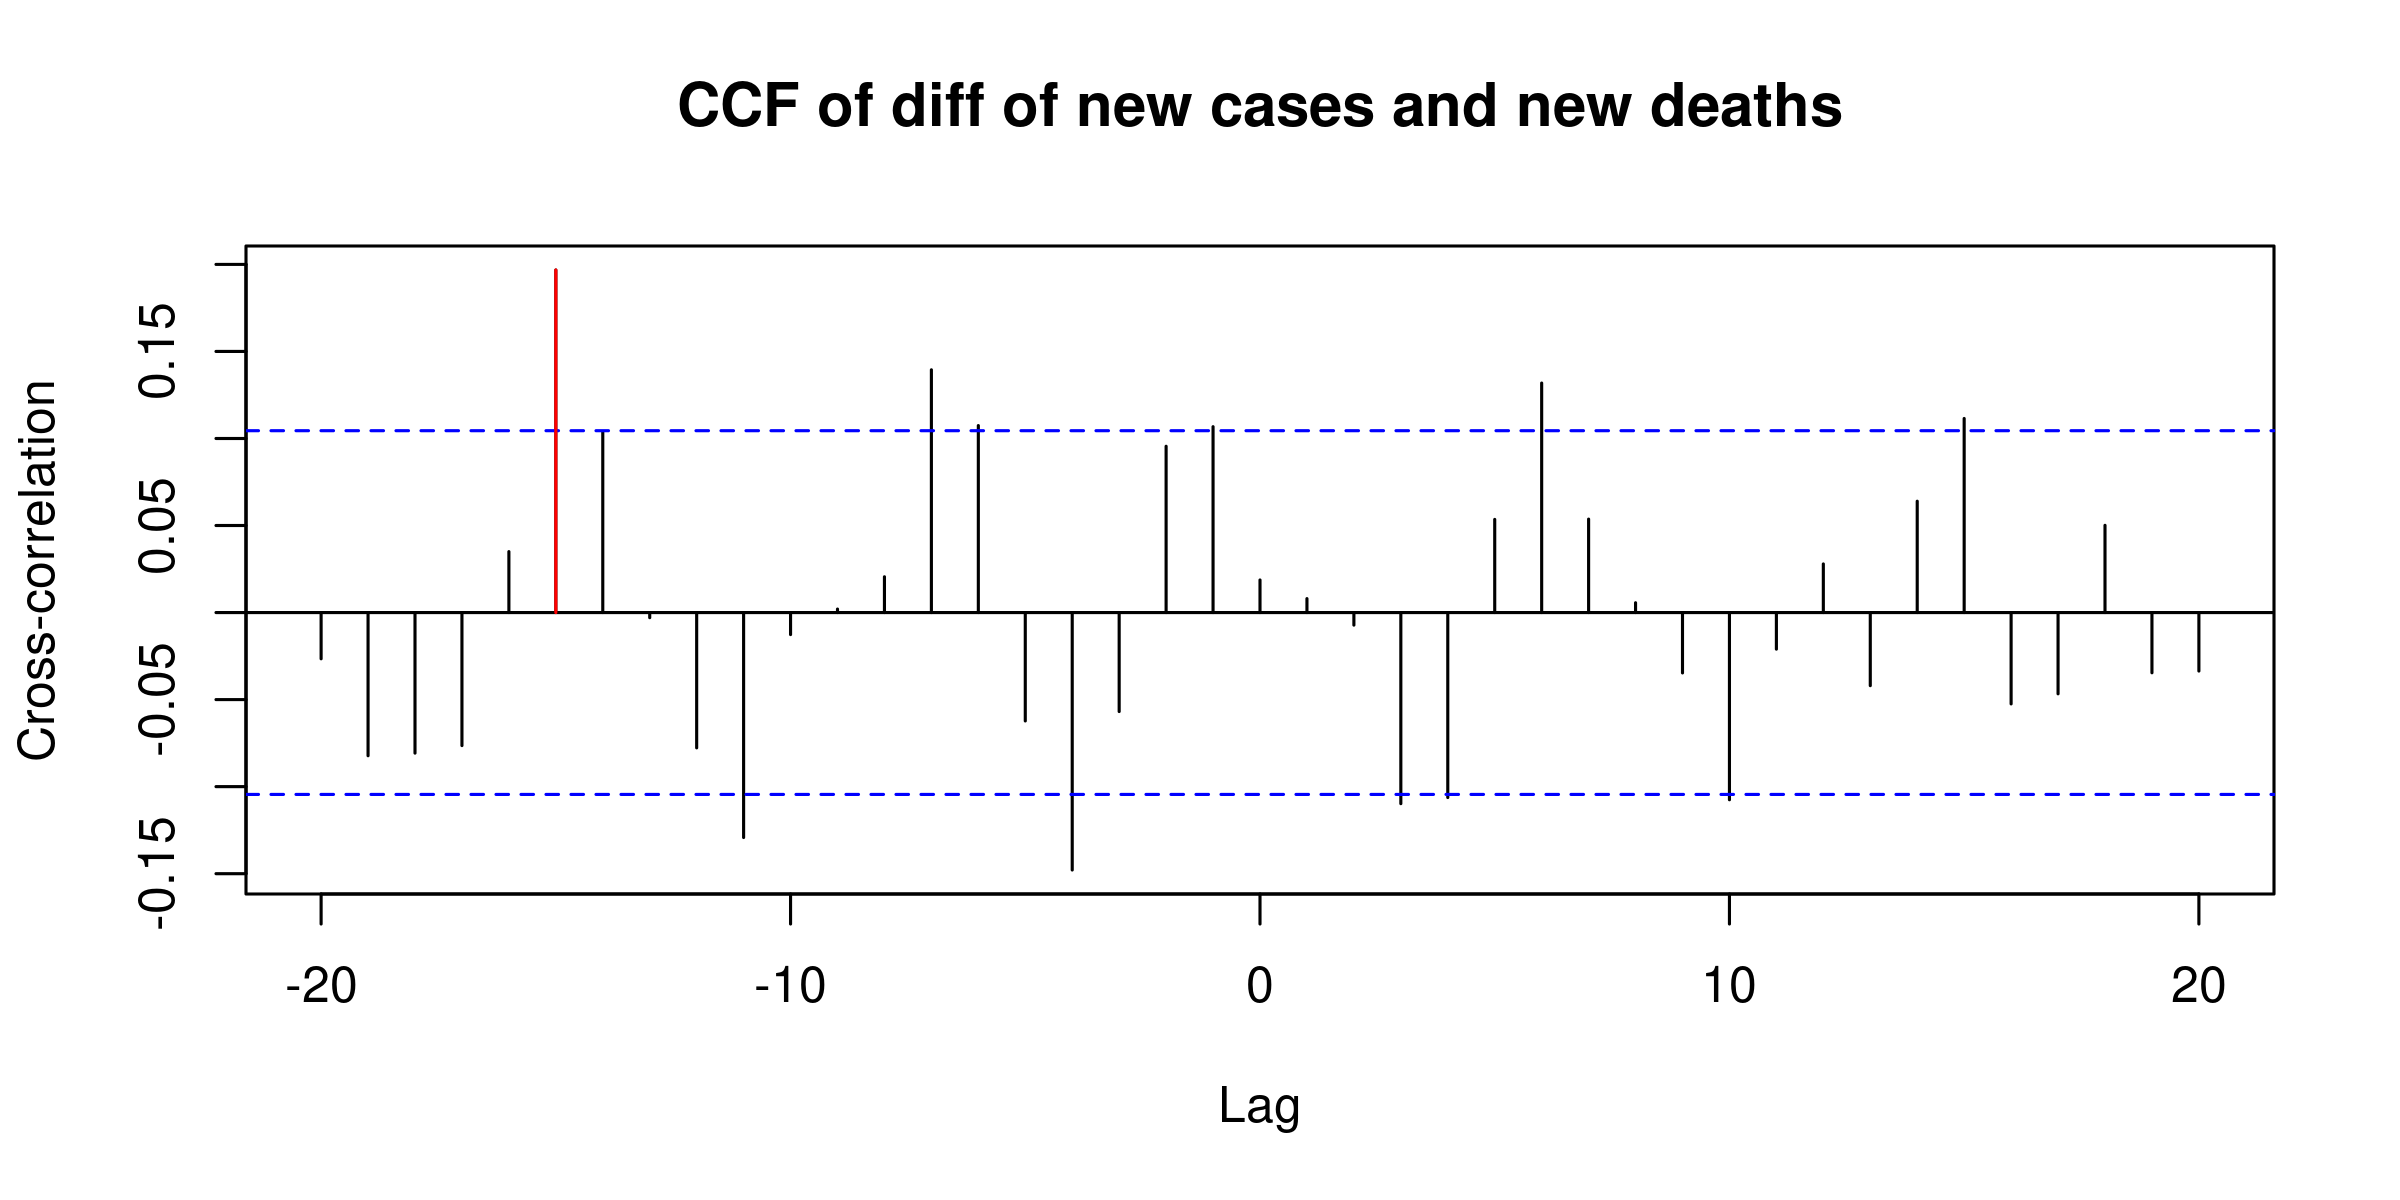 CCF of diff of new cases and new deaths
Cross-correlation
0.15
0.05
-0.05
-0.15
-20 -10 0 10 20
Lag